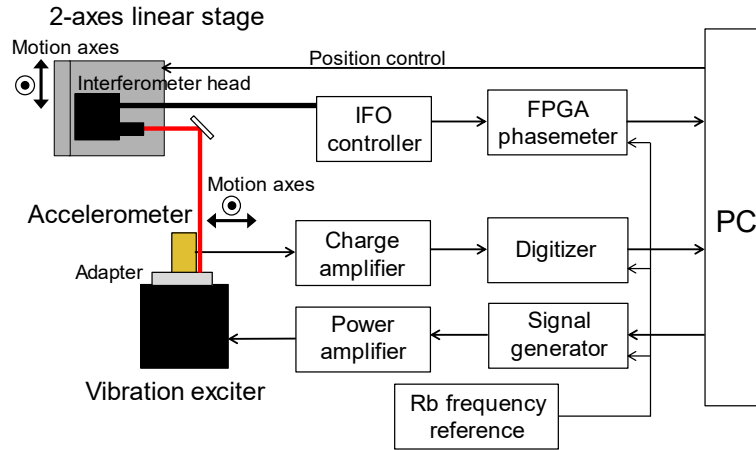 2-axes linear stage
Motion axes
Position control
Interferometer head
IFO
controller
FPGA
phasemeter
PC
Motion axes
Accelerometer
Charge
amplifier
Digitizer
Adapter
Power
amplifier
Signal
generator
Vibration exciter
Rb frequency
reference